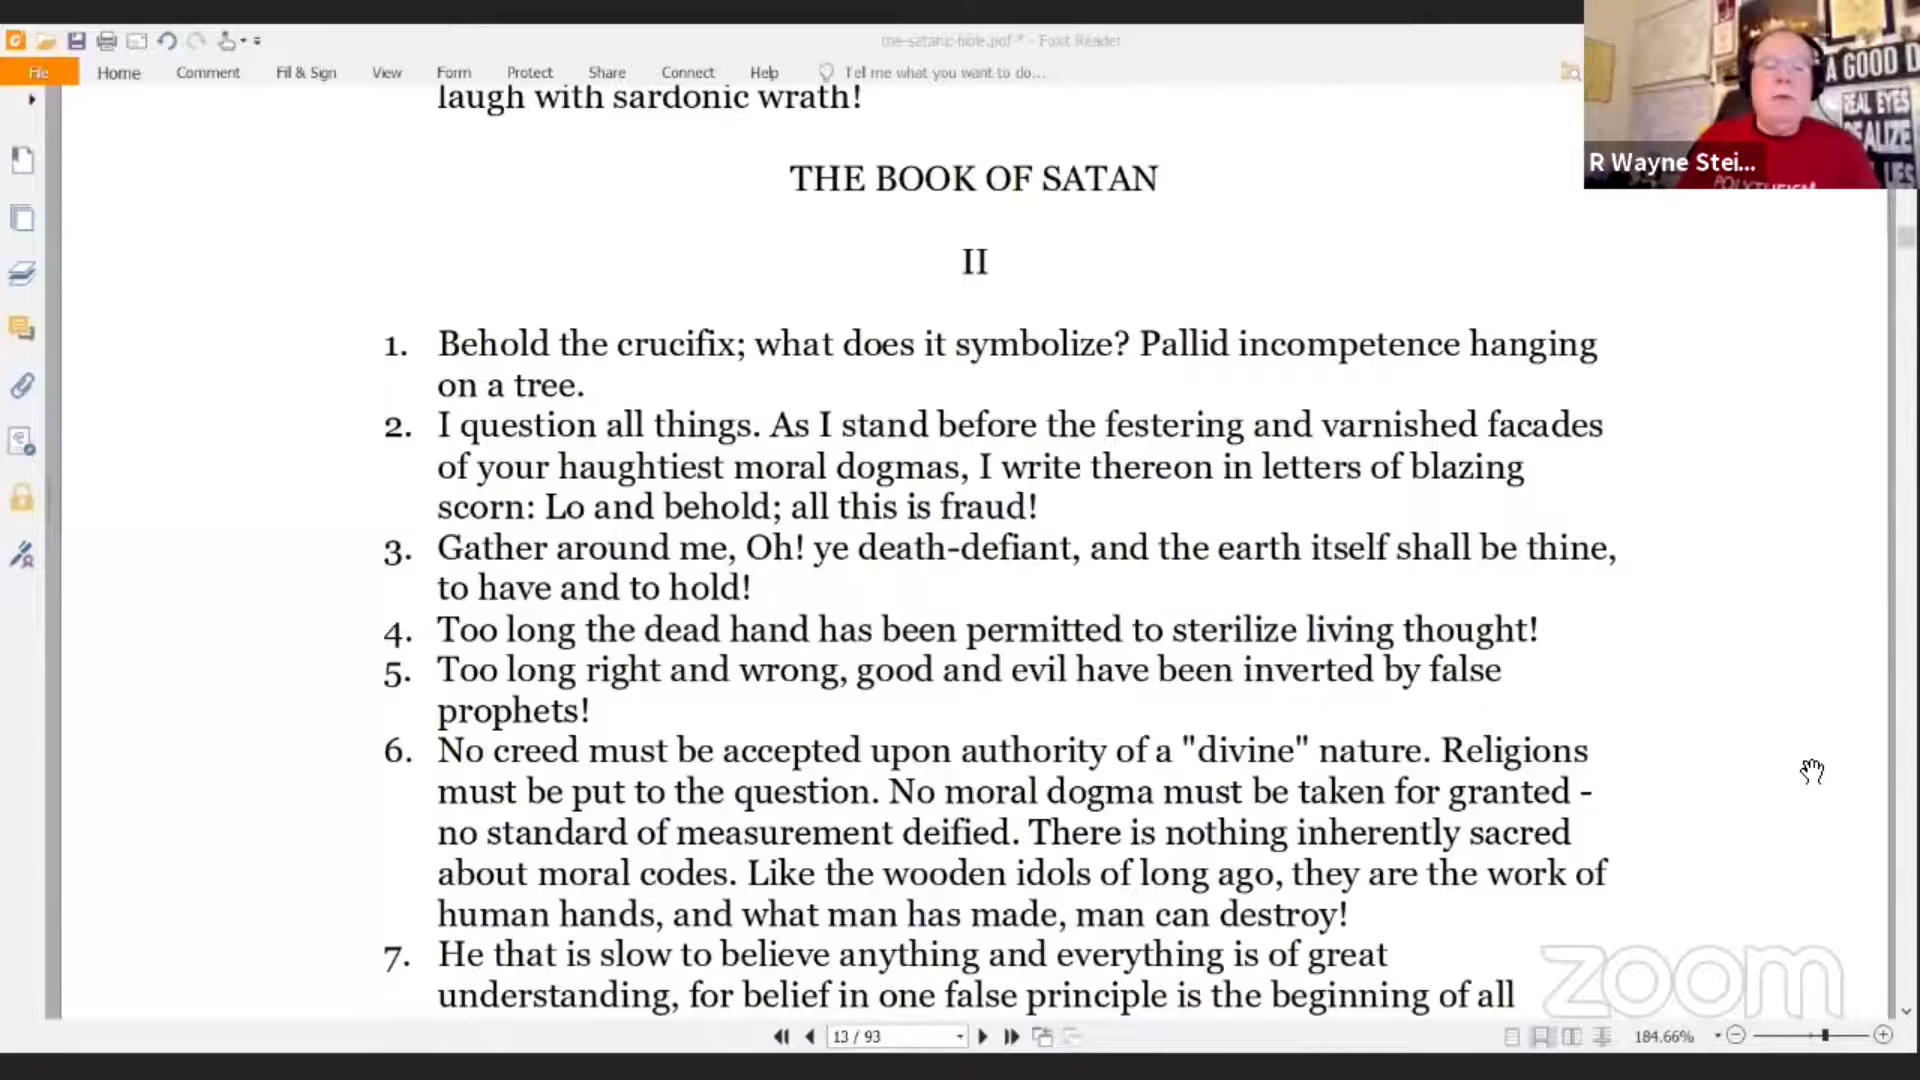 the-satanic-bible.pdf * - Foxit Reader
File Home Comment Fill & Sign View Form Protect Share Connect Help Tell me what you want to do...
A GOOD D
REAL EYES
REALIZE
LIES
R Wayne Stei...
POLYTHEISM
laugh with sardonic wrath!
THE BOOK OF SATAN
II
1. Behold the crucifix; what does it symbolize? Pallid incompetence hanging
on a tree.
2. I question all things. As I stand before the festering and varnished facades
of your haughtiest moral dogmas, I write thereon in letters of blazing
scorn: Lo and behold; all this is fraud!
3. Gather around me, Oh! ye death-defiant, and the earth itself shall be thine,
to have and to hold!
4. Too long the dead hand has been permitted to sterilize living thought!
5. Too long right and wrong, good and evil have been inverted by false
prophets!
6. No creed must be accepted upon authority of a "divine" nature. Religions
must be put to the question. No moral dogma must be taken for granted -
no standard of measurement deified. There is nothing inherently sacred
about moral codes. Like the wooden idols of long ago, they are the work of
human hands, and what man has made, man can destroy!
7. He that is slow to believe anything and everything is of great
understanding, for belief in one false principle is the beginning of all
zoom
13 / 93
184.66%